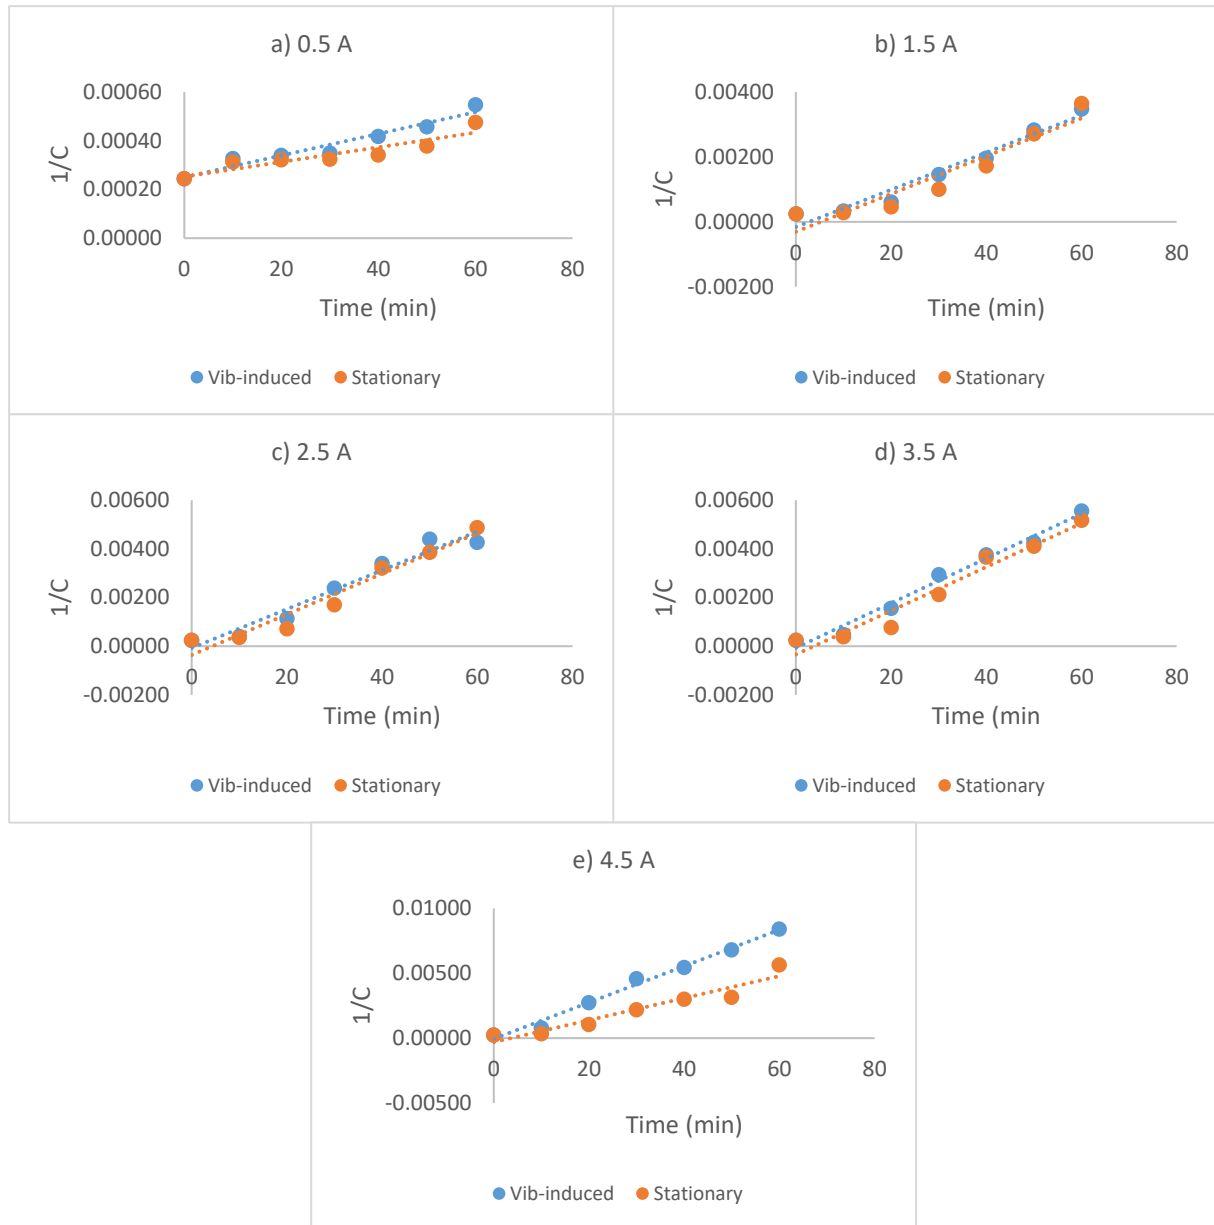 a) 0.5 A
0.00060
0.00040
0.00020
0.00000
1/C
0 20 40 60 80
Time (min)
Vib-induced Stationary
b) 1.5 A
0.00400
0.00200
0.00000
-0.00200
1/C
0 20 40 60 80
Time (min)
Vib-induced Stationary
c) 2.5 A
0.00600
0.00400
0.00200
0.00000
-0.00200
1/C
0 20 40 60 80
Time (min)
Vib-induced Stationary
d) 3.5 A
0.00600
0.00400
0.00200
0.00000
-0.00200
1/C
0 20 40 60 80
Time (min
Vib-induced Stationary
e) 4.5 A
0.01000
0.00500
0.00000
-0.00500
1/C
0 20 40 60 80
Time (min)
Vib-induced Stationary